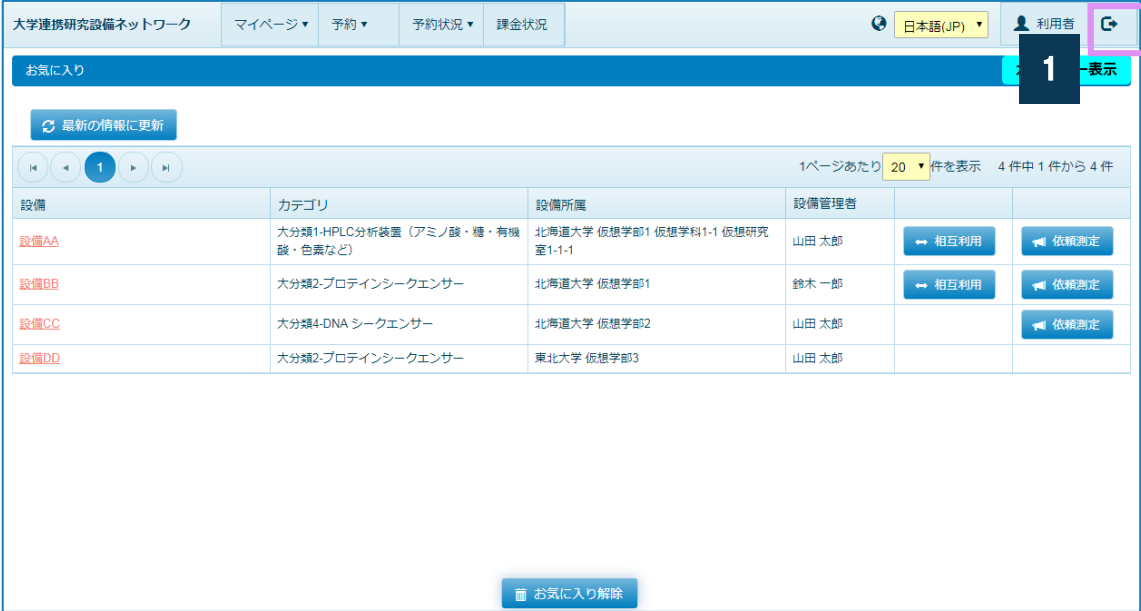 大学連携研究設備ネットワーク マイページ▼ 予約▼ 予約状況▼ 課金状況 日本語(JP) ▼ 利用者
お気に入り 1 ー表示
最新の情報に更新
1 1ページあたり 20 ▼ 件を表示 4 件中 1 件から 4 件
設備 カテゴリ 設備所属 設備管理者
設備AA 大分類1-HPLC分析装置（アミノ酸・糖・有機
酸・色素など） 北海道大学 仮想学部1 仮想学科1-1 仮想研究
室1-1-1 山田 太郎 相互利用 依頼測定
設備BB 大分類2-プロテインシークエンサー 北海道大学 仮想学部1 鈴木 一郎 相互利用 依頼測定
設備CC 大分類4-DNA シークエンサー 北海道大学 仮想学部2 山田 太郎 依頼測定
設備DD 大分類2-プロテインシークエンサー 東北大学 仮想学部3 山田 太郎
お気に入り解除